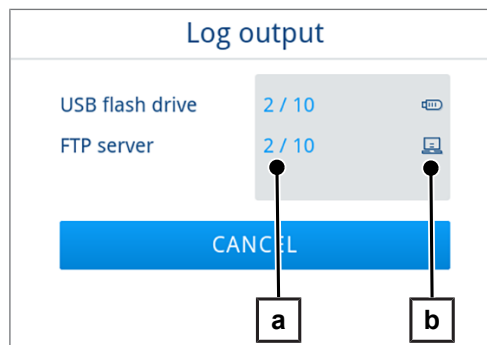 Log output
USB flash drive 2 / 10
FTP server 2 / 10
CANCEL
a b